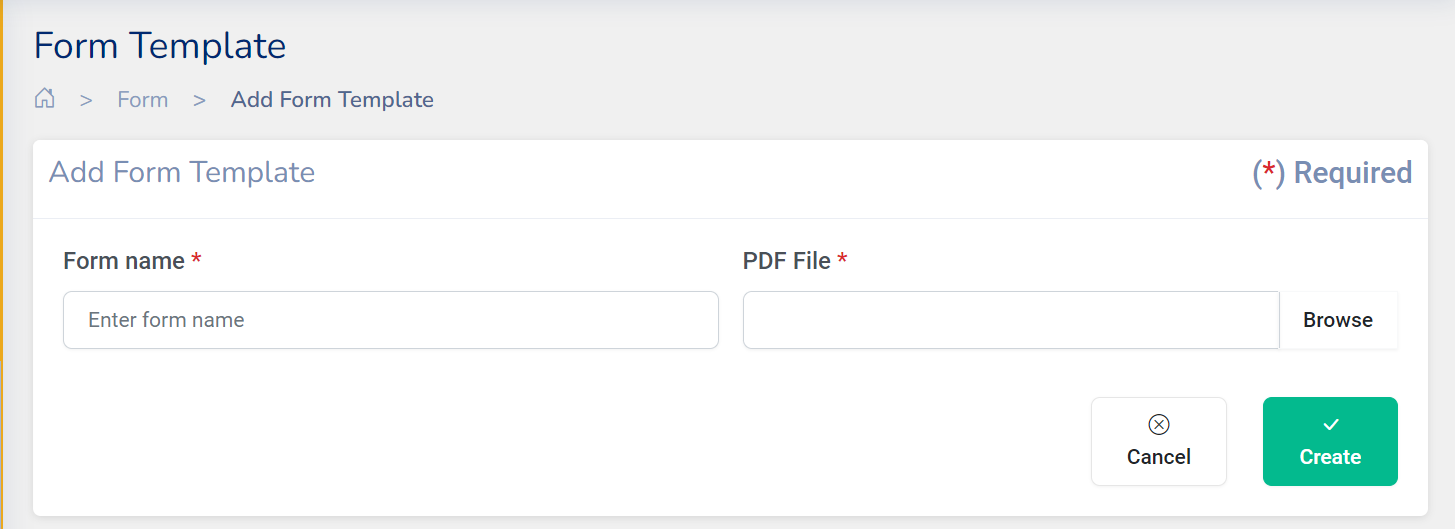 Form Template
> Form > Add Form Template
Add Form Template (*) Required
Form name * PDF File *
Enter form name Browse
Cancel Create